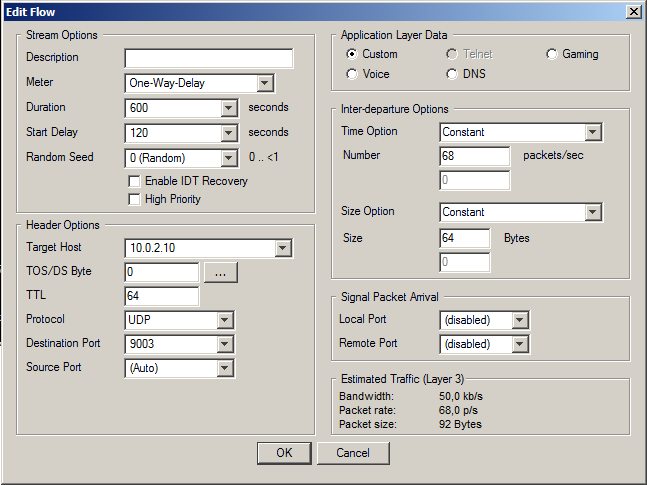 Edit Flow
Stream Options
Description
Meter One-Way-Delay
Duration 600 seconds
Start Delay 120 seconds
Random Seed 0 (Random) 0 .. <1
Enable IDT Recovery
High Priority
Header Options
Target Host 10.0.2.10
TOS/DS Byte 0 ...
TTL 64
Protocol UDP
Destination Port 9003
Source Port (Auto)
Application Layer Data
Custom Telnet Gaming
Voice DNS
Inter-departure Options
Time Option Constant
Number 68 packets/sec
0
Size Option Constant
Size 64 Bytes
0
Signal Packet Arrival
Local Port (disabled)
Remote Port (disabled)
Estimated Traffic (Layer 3)
Bandwidth: 50,0 kb/s
Packet rate: 68,0 p/s
Packet size: 92 Bytes
OK Cancel